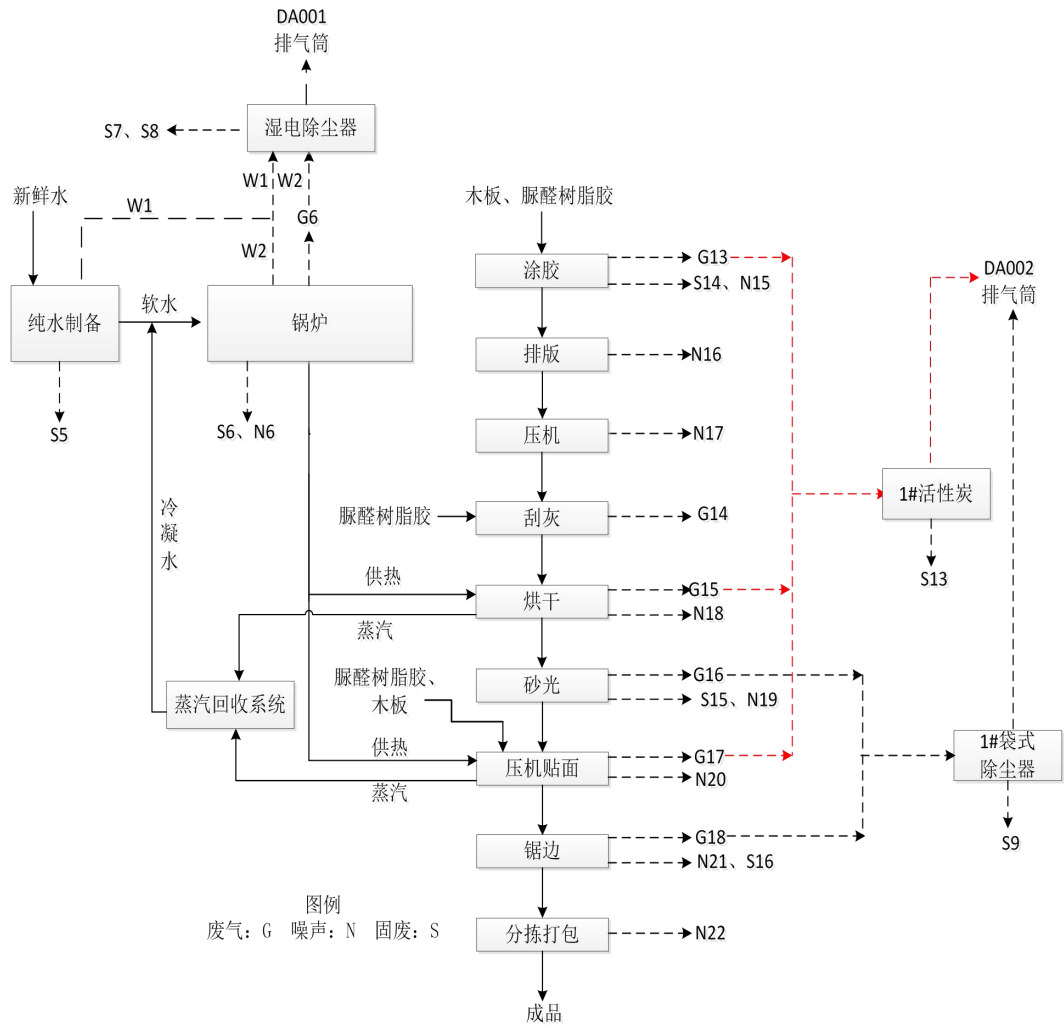 DA001
排气筒
湿电除尘器
S7、S8
W1
W2
新鲜水
W1
G6
W2
木板、脲醛树脂胶
涂胶
G13
S14、N15
DA002
排气筒
纯水制备
软水
锅炉
排版
N16
S5
S6、N6
压机
N17
冷
凝
水
脲醛树脂胶
刮灰
G14
1#活性炭
S13
供热
烘干
G15
N18
蒸汽
蒸汽回收系统
脲醛树脂胶、
木板
砂光
G16
S15、N19
供热
压机贴面
G17
N20
蒸汽
1#袋式
除尘器
S9
锯边
G18
N21、S16
图例
废气：G 噪声：N 固废：S
分拣打包
N22
成品